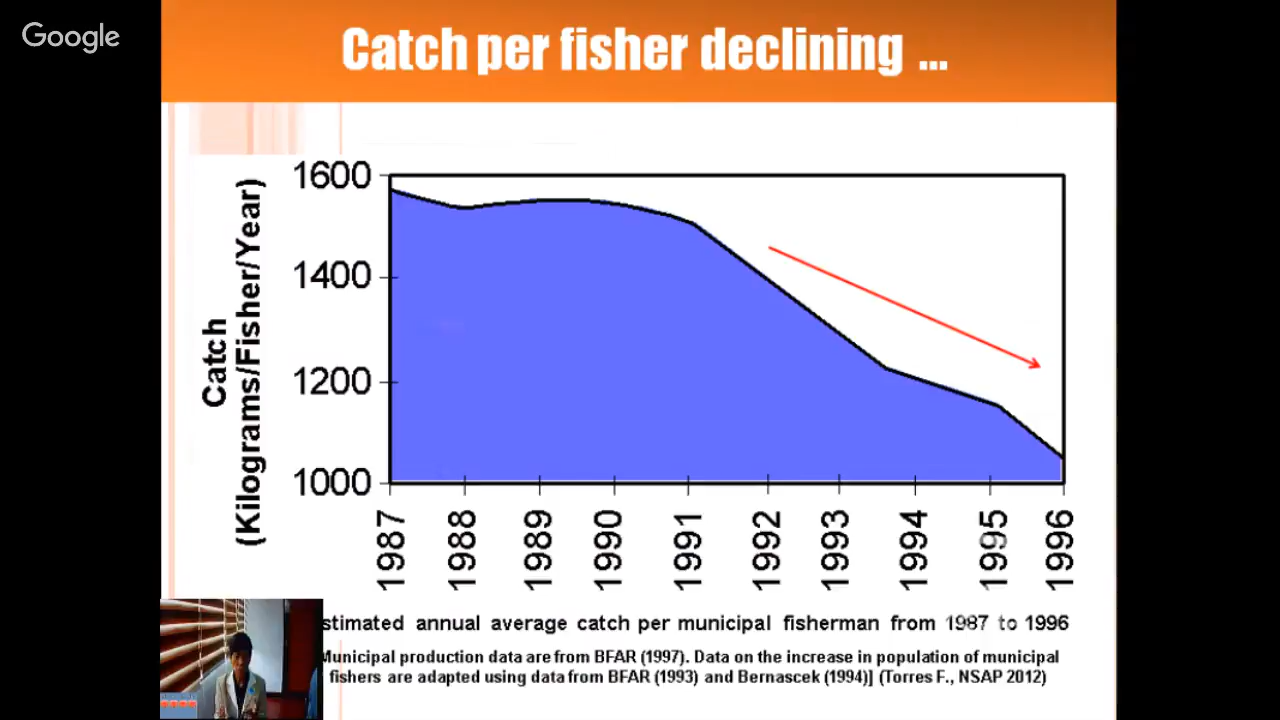 Google
Catch per fisher declining ...
1600
1400
1200
1000
Catch
(Kilograms/Fisher/Year)
1987 1988 1989 1990 1991 1992 1993 1994 1995 1996
stimated annual average catch per municipal fisherman from 1987 to 1996
Municipal production data are from BFAR (1997). Data on the increase in population of municipal
fishers are adapted using data from BFAR (1993) and Bernascek (1994)] (Torres F., NSAP 2012)